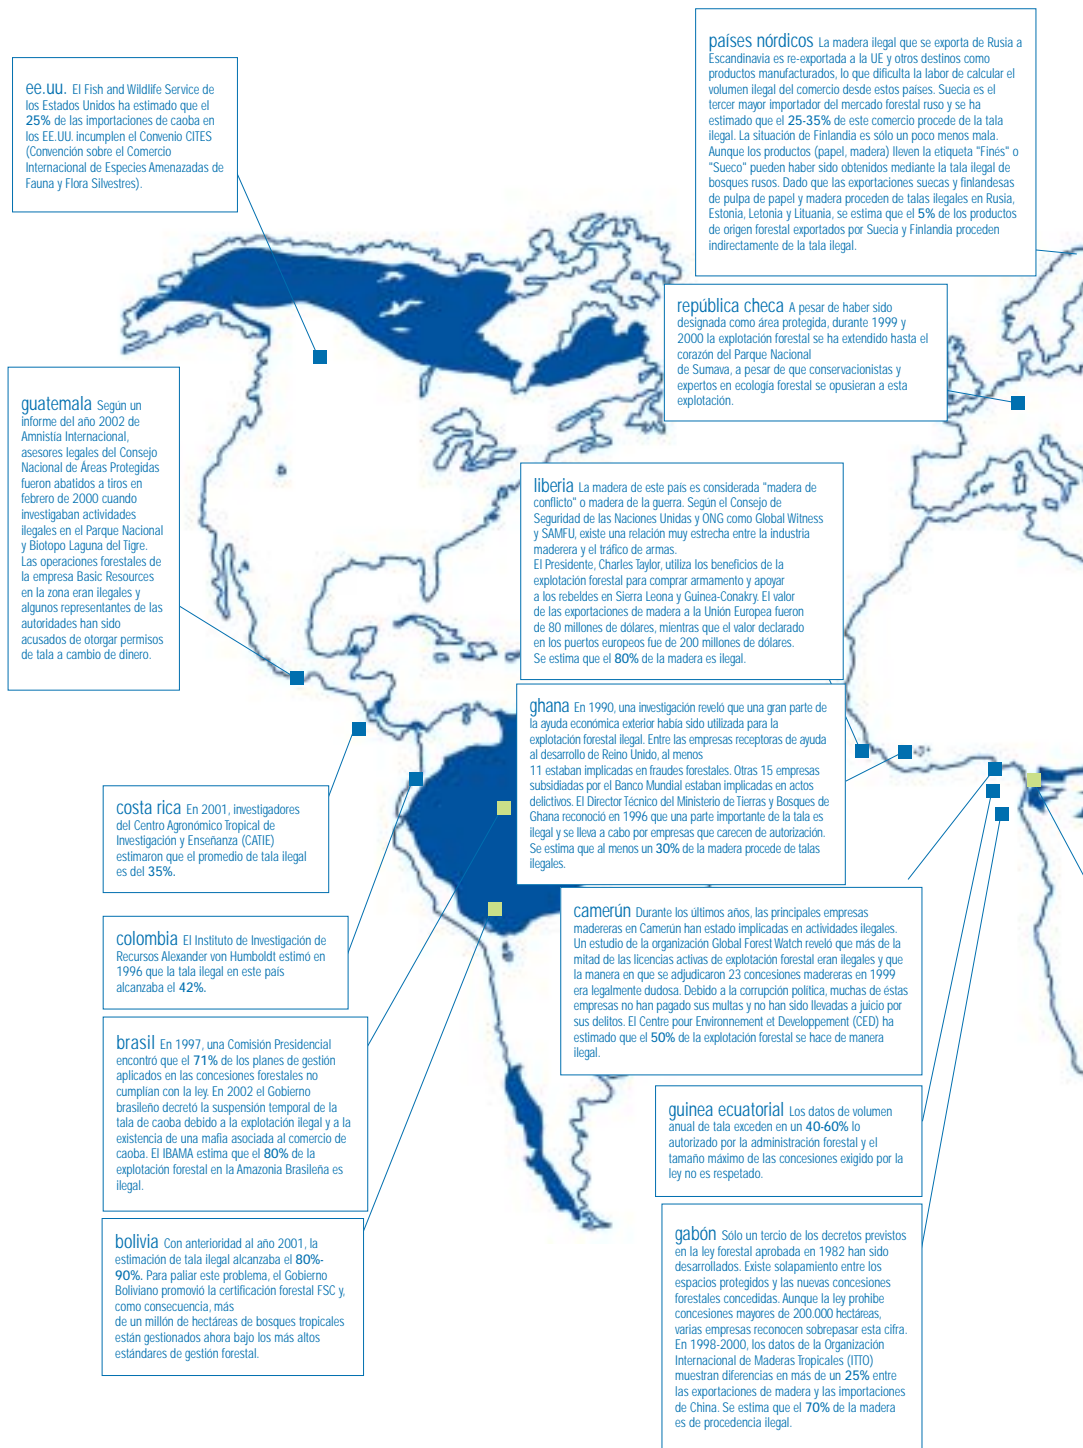 ee.uu. El Fish and Wildlife Service de
los Estados Unidos ha estimado que el
25% de las importaciones de caoba en
los EE.UU. incumplen el Convenio CITES
(Convención sobre el Comercio
Internacional de Especies Amenazadas de
Fauna y Flora Silvestres).
países nórdicos La madera ilegal que se exporta de Rusia a
Escandinavia es re-exportada a la UE y otros destinos como
productos manufacturados, lo que dificulta la labor de calcular el
volumen ilegal del comercio desde estos países. Suecia es el
tercer mayor importador del mercado forestal ruso y se ha
estimado que el 25-35% de este comercio procede de la tala
ilegal. La situación de Finlandia es sólo un poco menos mala.
Aunque los productos (papel, madera) lleven la etiqueta "Finés" o
"Sueco" pueden haber sido obtenidos mediante la tala ilegal de
bosques rusos. Dado que las exportaciones suecas y finlandesas
de pulpa de papel y madera proceden de talas ilegales en Rusia,
Estonia, Letonia y Lituania, se estima que el 5% de los productos
de origen forestal exportados por Suecia y Finlandia proceden
indirectamente de la tala ilegal.
república checa A pesar de haber sido
designada como área protegida, durante 1999 y
2000 la explotación forestal se ha extendido hasta el
corazón del Parque Nacional
de Sumava, a pesar de que conservacionistas y
expertos en ecología forestal se opusieran a esta
explotación.
guatemala Según un
informe del año 2002 de
Amnistía Internacional,
asesores legales del Consejo
Nacional de Áreas Protegidas
fueron abatidos a tiros en
febrero de 2000 cuando
investigaban actividades
ilegales en el Parque Nacional
y Biotopo Laguna del Tigre.
Las operaciones forestales de
la empresa Basic Resources
en la zona eran ilegales y
algunos representantes de las
autoridades han sido
acusados de otorgar permisos
de tala a cambio de dinero.
liberia La madera de este país es considerada "madera de
conflicto" o madera de la guerra. Según el Consejo de
Seguridad de las Naciones Unidas y ONG como Global Witness
y SAMFU, existe una relación muy estrecha entre la industria
maderera y el tráfico de armas.
El Presidente, Charles Taylor, utiliza los beneficios de la
explotación forestal para comprar armamento y apoyar
a los rebeldes en Sierra Leona y Guinea-Conakry. El valor
de las exportaciones de madera a la Unión Europea fueron
de 80 millones de dólares, mientras que el valor declarado
en los puertos europeos fue de 200 millones de dólares.
Se estima que el 80% de la madera es ilegal.
ghana En 1990, una investigación reveló que una gran parte de
la ayuda económica exterior había sido utilizada para la
explotación forestal ilegal. Entre las empresas receptoras de ayuda
al desarrollo de Reino Unido, al menos
11 estaban implicadas en fraudes forestales. Otras 15 empresas
subsidiadas por el Banco Mundial estaban implicadas en actos
delictivos. El Director Técnico del Ministerio de Tierras y Bosques de
Ghana reconoció en 1996 que una parte importante de la tala es
ilegal y se lleva a cabo por empresas que carecen de autorización.
Se estima que al menos un 30% de la madera procede de talas
ilegales.
costa rica En 2001, investigadores
del Centro Agronómico Tropical de
Investigación y Enseñanza (CATIE)
estimaron que el promedio de tala ilegal
es del 35%.
colombia El Instituto de Investigación de
Recursos Alexander von Humboldt estimó en
1996 que la tala ilegal en este país
alcanzaba el 42%.
camerún Durante los últimos años, las principales empresas
madereras en Camerún han estado implicadas en actividades ilegales.
Un estudio de la organización Global Forest Watch reveló que más de la
mitad de las licencias activas de explotación forestal eran ilegales y que
la manera en que se adjudicaron 23 concesiones madereras en 1999
era legalmente dudosa. Debido a la corrupción política, muchas de éstas
empresas no han pagado sus multas y no han sido llevadas a juicio por
sus delitos. El Centre pour Environnement et Developpement (CED) ha
estimado que el 50% de la explotación forestal se hace de manera
ilegal.
brasil En 1997, una Comisión Presidencial
encontró que el 71% de los planes de gestión
aplicados en las concesiones forestales no
cumplían con la ley. En 2002 el Gobierno
brasileño decretó la suspensión temporal de la
tala de caoba debido a la explotación ilegal y a la
existencia de una mafia asociada al comercio de
caoba. El IBAMA estima que el 80% de la
explotación forestal en la Amazonia Brasileña es
ilegal.
guinea ecuatorial Los datos de volumen
anual de tala exceden en un 40-60% lo
autorizado por la administración forestal y el
tamaño máximo de las concesiones exigido por la
ley no es respetado.
bolivia Con anterioridad al año 2001, la
estimación de tala ilegal alcanzaba el 80%-
90%. Para paliar este problema, el Gobierno
Boliviano promovió la certificación forestal FSC y,
como consecuencia, más
de un millón de hectáreas de bosques tropicales
están gestionados ahora bajo los más altos
estándares de gestión forestal.
gabón Sólo un tercio de los decretos previstos
en la ley forestal aprobada en 1982 han sido
desarrollados. Existe solapamiento entre los
espacios protegidos y las nuevas concesiones
forestales concedidas. Aunque la ley prohibe
concesiones mayores de 200.000 hectáreas,
varias empresas reconocen sobrepasar esta cifra.
En 1998-2000, los datos de la Organización
Internacional de Maderas Tropicales (ITTO)
muestran diferencias en más de un 25% entre
las exportaciones de madera y las importaciones
de China. Se estima que el 70% de la madera
es de procedencia ilegal.